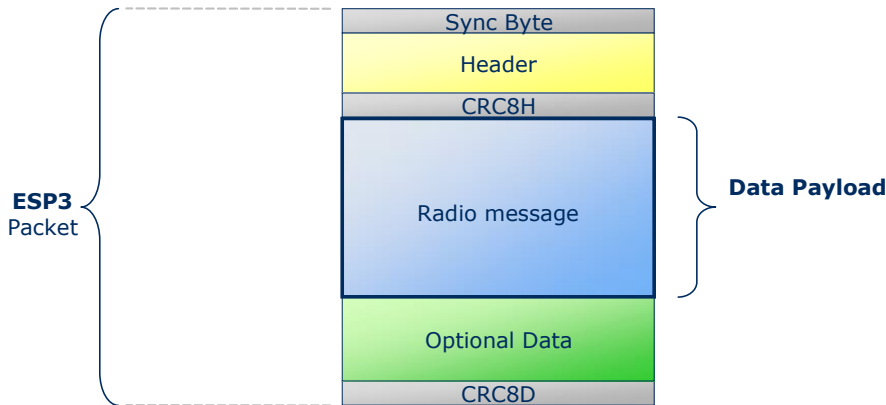 Sync Byte
Header
CRC8H
Radio message
Data Payload
ESP3
Packet
Optional Data
CRC8D